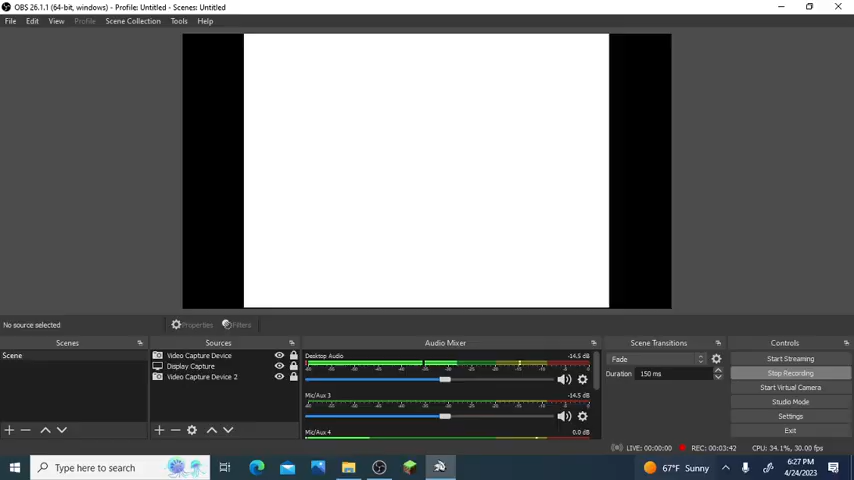 OBS 26.1.1 (64-bit, windows) - Profile: Untitled - Scenes: Untitled
File Edit View Profile Scene Collection Tools Help
No source selected Properties Filters
Scenes Sources Audio Mixer Scene Transitions Controls
Scene
Video Capture Device
Display Capture
Video Capture Device 2
Desktop Audio -14.5 dB
Mic/Aux 3 -14.5 dB
Mic/Aux 4 0.0 dB
Fade
Duration 150 ms
Start Streaming
Stop Recording
Start Virtual Camera
Studio Mode
Settings
Exit
LIVE: 00:00:00 REC: 00:03:42 CPU: 34.1%, 30.00 fps
Type here to search
67°F Sunny
6:27 PM
4/24/2023